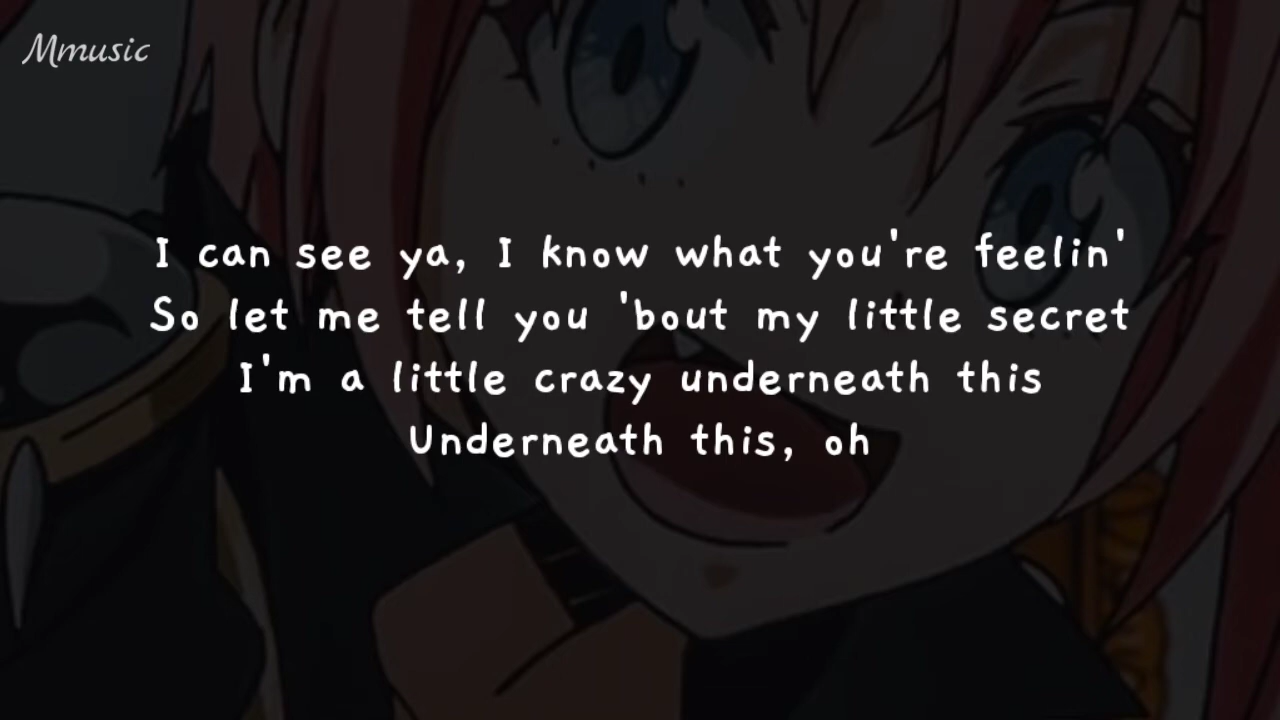 Mmusic
I can see ya, I know what you're feelin'
So let me tell you 'bout my little secret
I'm a little crazy underneath this
Underneath this, oh